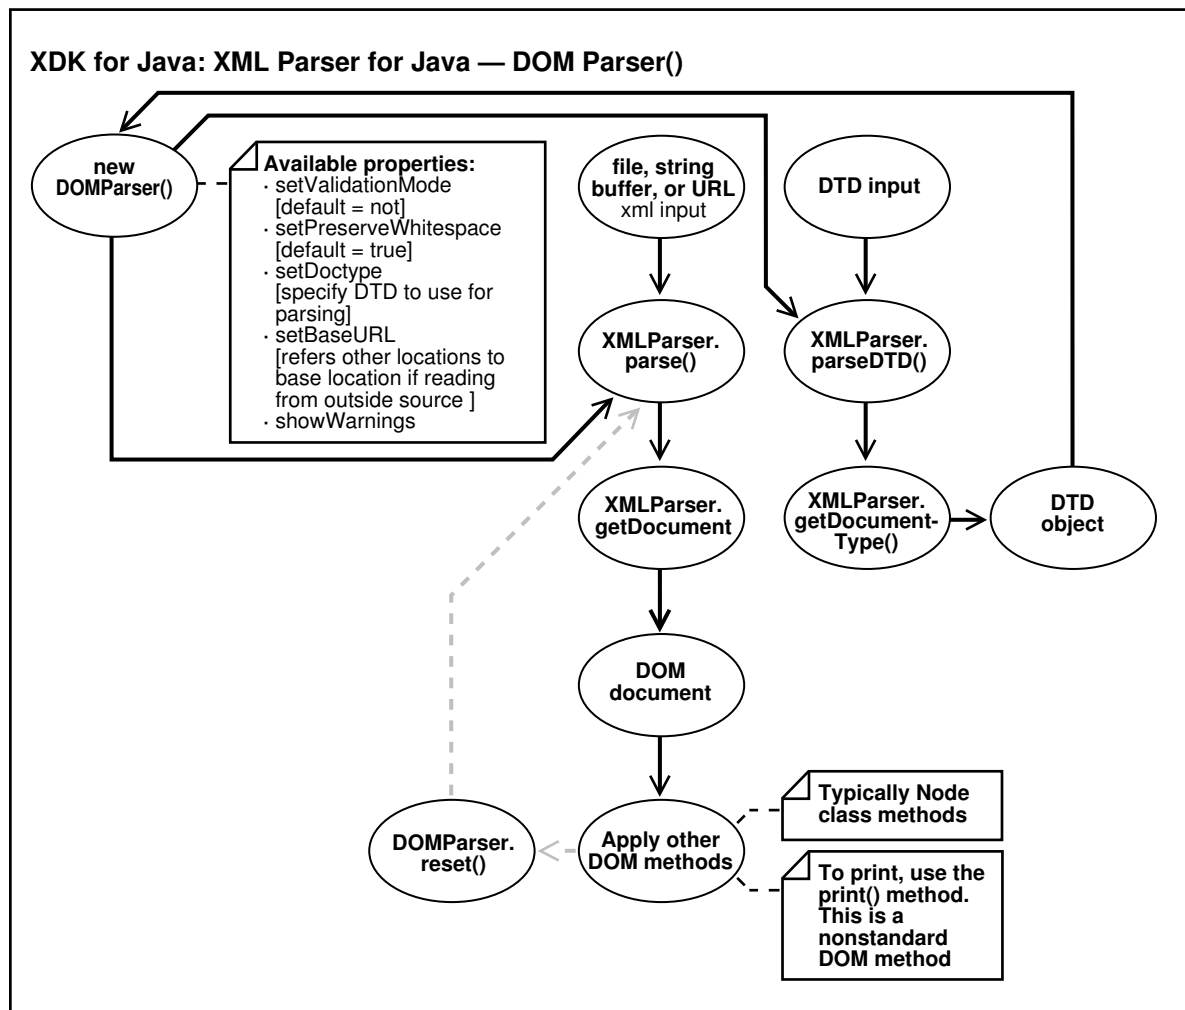 XDK for Java: XML Parser for Java — DOM Parser()
new
DOMParser()
Available properties:
· setValidationMode
[default = not]
· setPreserveWhitespace
[default = true]
· setDoctype
[specify DTD to use for
parsing]
· setBaseURL
[refers other locations to
base location if reading
from outside source ]
· showWarnings
file, string
buffer, or URL
xml input
DTD input
XMLParser.
parse()
XMLParser.
parseDTD()
XMLParser.
getDocument
XMLParser.
getDocument-
Type()
DTD
object
DOM
document
DOMParser.
reset()
Apply other
DOM methods
Typically Node
class methods
To print, use the
print() method.
This is a
nonstandard
DOM method